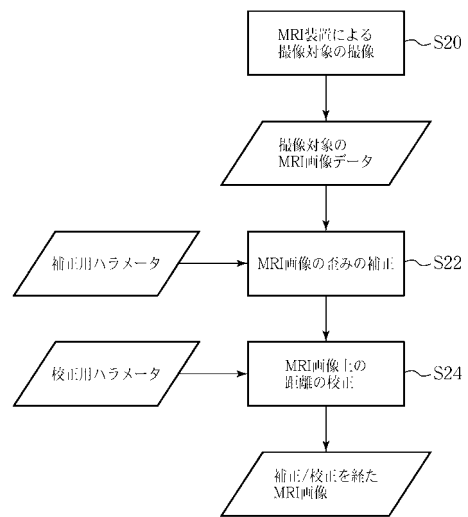 MRI装置による
撮像対象の撮像
S20
撮像対象の
MRI画像データ
補正用パラメータ
MRI画像の歪みの補正
S22
校正用パラメータ
MRI画像上の
距離の校正
S24
補正/校正を経た
MRI画像